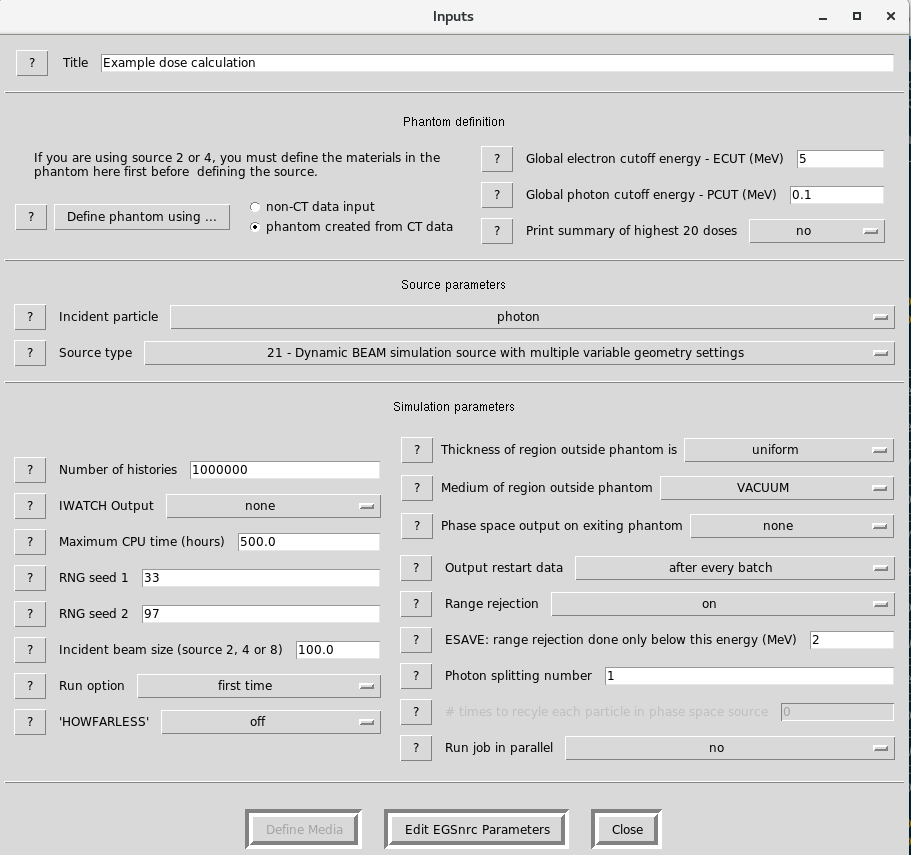 Inputs
? Title Example dose calculation
Phantom definition
If you are using source 2 or 4, you must define the materials in the
phantom here first before  defining the source.
? Define phantom using ...
non-CT data input
phantom created from CT data
? Global electron cutoff energy - ECUT (MeV) 5
? Global photon cutoff energy - PCUT (MeV) 0.1
? Print summary of highest 20 doses no
Source parameters
? Incident particle photon
? Source type 21 - Dynamic BEAM simulation source with multiple variable geometry settings
Simulation parameters
? Number of histories 1000000
? IWATCH Output none
? Maximum CPU time (hours) 500.0
? RNG seed 1 33
? RNG seed 2 97
? Incident beam size (source 2, 4 or 8) 100.0
? Run option first time
? 'HOWFARLESS' off
? Thickness of region outside phantom is uniform
? Medium of region outside phantom VACUUM
? Phase space output on exiting phantom none
? Output restart data after every batch
? Range rejection on
? ESAVE: range rejection done only below this energy (MeV) 2
? Photon splitting number 1
? # times to recyle each particle in phase space source 0
? Run job in parallel no
Define Media Edit EGSnrc Parameters Close